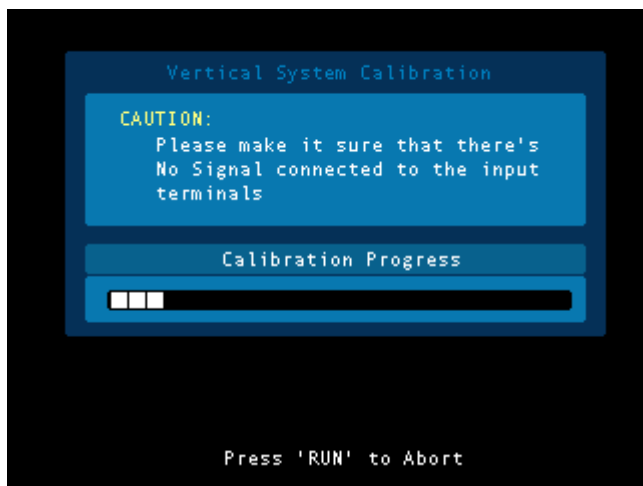 Vertical System Calibration
CAUTION:
Please make it sure that there's
No Signal connected to the input
terminals
Calibration Progress
Press 'RUN' to Abort